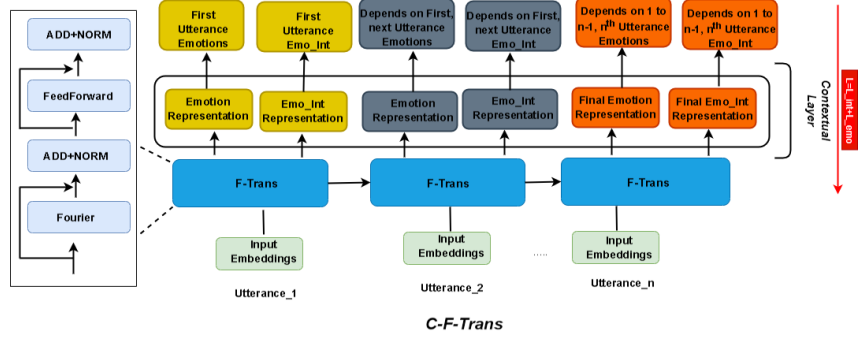 ADD+NORM
FeedForward
ADD+NORM
Fourier
First
Utterance
Emotions
First
Utterance
Emo_Int
Depends on First,
next Utterance
Emotions
Depends on First,
next Utterance
Emo_Int
Depends on 1 to
n-1, nth Utterance
Emotions
Depends on 1 to
n-1, nth Utterance
Emo_Int
Emotion
Representation
Emo_Int
Representation
Emotion
Representation
Emo_Int
Representation
Final Emotion
Representation
Final Emo_Int
Representation
Contextual
Layer
L=L_int+L_emo
F-Trans
F-Trans
F-Trans
Input
Embeddings
Input
Embeddings
.....
Input
Embeddings
Utterance_1
Utterance_2
Utterance_n
C-F-Trans